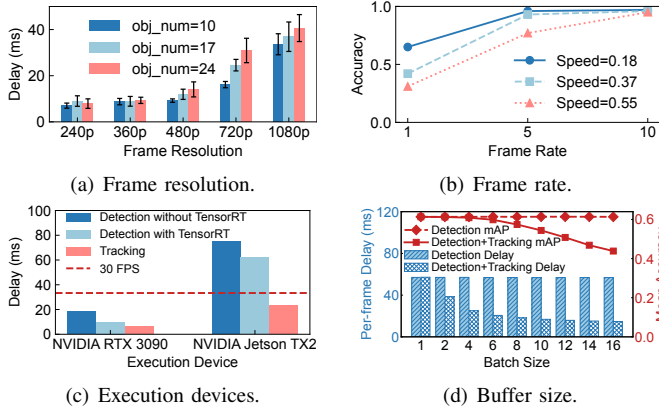 60
40
20
0
Delay (ms)
obj_num=10
obj_num=17
obj_num=24
240p 360p 480p 720p 1080p
Frame Resolution
(a) Frame resolution.
1.0
0.5
0.0
Accuracy
Speed=0.18
Speed=0.37
Speed=0.55
1 5 10
Frame Rate
(b) Frame rate.
100
80
60
40
20
0
Delay (ms)
Detection without TensorRT
Detection with TensorRT
Tracking
30 FPS
NVIDIA RTX 3090 NVIDIA Jetson TX2
Execution Device
(c) Execution devices.
120
80
40
0
Per-frame Delay (ms)
Detection mAP
Detection+Tracking mAP
Detection Delay
Detection+Tracking Delay
0.6
0.4
0.2
0.0
1 2 4 6 8 10 12 14 16
Batch Size
(d) Buffer size.